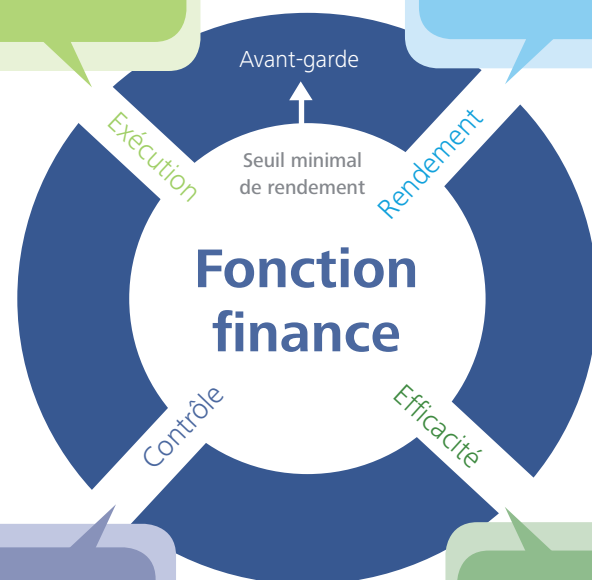 Avant-garde
Exécution
Rendement
Seuil minimal
de rendement
Fonction
finance
Contrôle
Efficacité